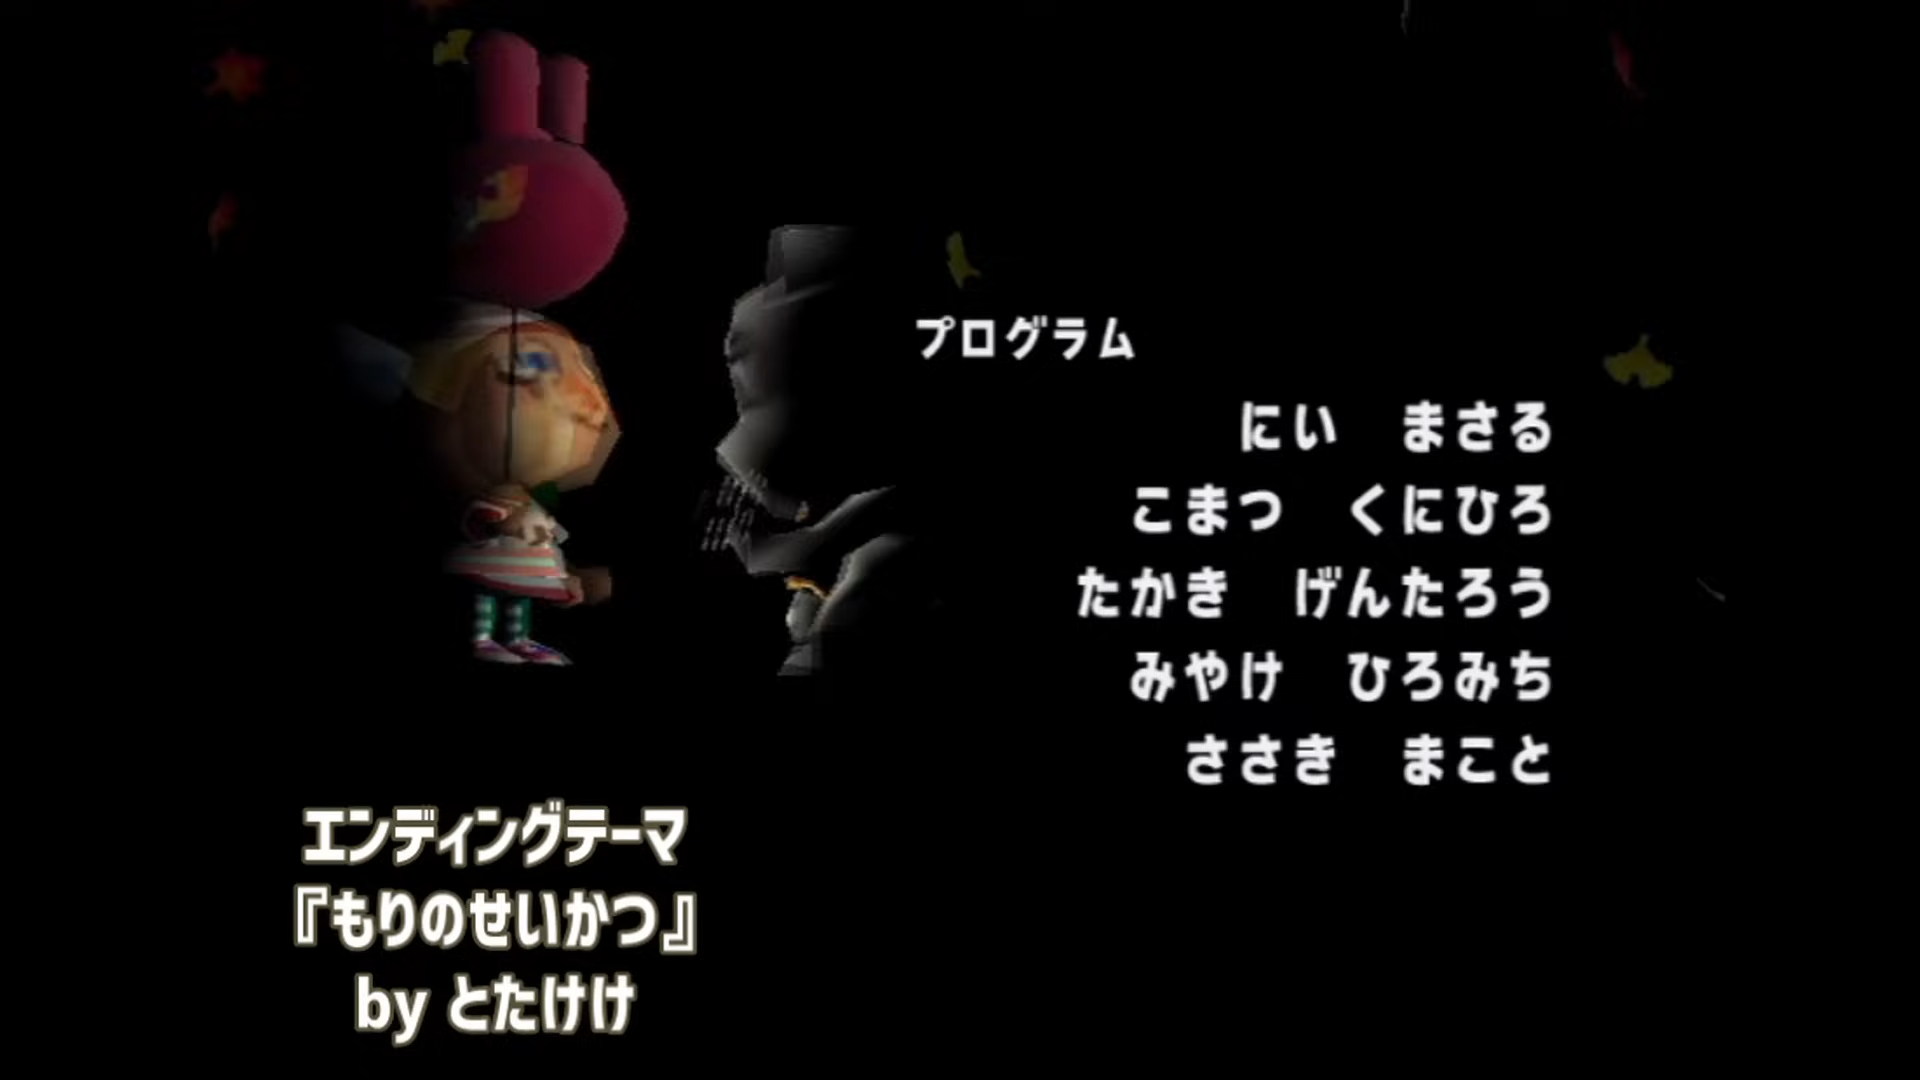 プログラム
にい　まさる
こまつ　くにひろ
たかき　げんたろう
みやけ　ひろみち
ささき　まこと
エンディングテーマ
『もりのせいかつ』
by とたけけ